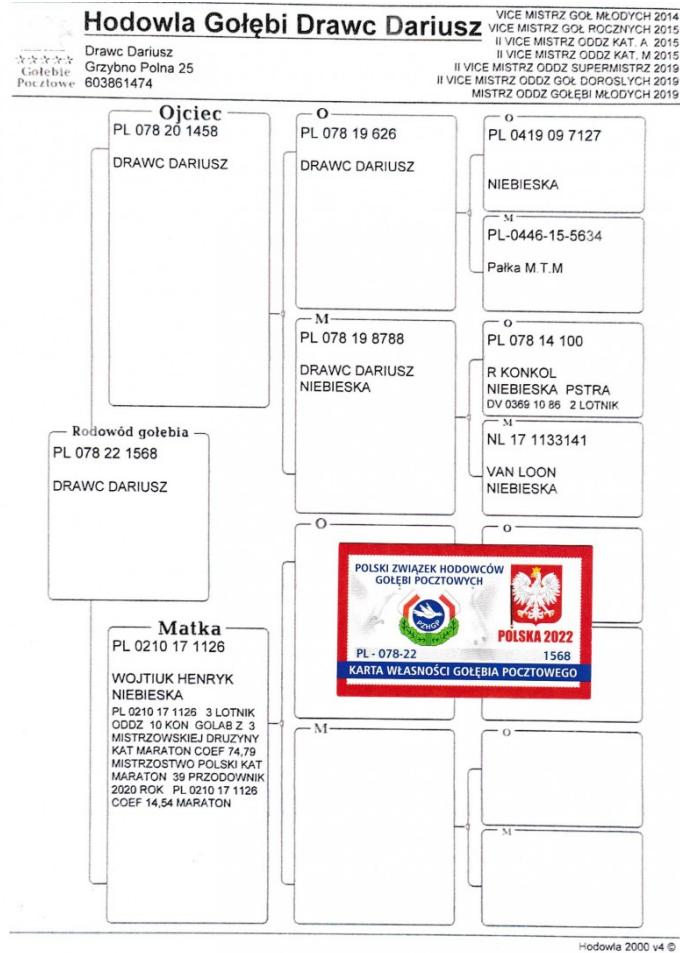 Hodowla Gołębi Drawc Dariusz
VICE MISTRZ GOŁ MŁODYCH 2014
VICE MISTRZ GOŁ ROCZNYCH 2015
II VICE MISTRZ ODDZ KAT. A 2015
II VICE MISTRZ ODDZ KAT. M 2015
II VICE MISTRZ ODDZ SUPERMISTRZ 2019
II VICE MISTRZ ODDZ GOŁ DOROSLYCH 2019
MISTRZ ODDZ GOŁĘBI MŁODYCH 2019
Gołebie
Pocztowe
Drawc Dariusz
Grzybno Polna 25
603861474
Ojciec
PL 078 20 1458
DRAWC DARIUSZ
O
PL 078 19 626
DRAWC DARIUSZ
O
PL 0419 09 7127
NIEBIESKA
M
PL-0446-15-5634
Pałka M.T.M
M
PL 078 19 8788
DRAWC DARIUSZ
NIEBIESKA
O
PL 078 14 100
R KONKOL
NIEBIESKA PSTRA
DV 0369 10 86 2 LOTNIK
M
NL 17 1133141
VAN LOON
NIEBIESKA
Rodowód gołebia
PL 078 22 1568
DRAWC DARIUSZ
Matka
PL 0210 17 1126
WOJTIUK HENRYK
NIEBIESKA
PL 0210 17 1126 3 LOTNIK
ODDZ 10 KON GOLAB Z 3
MISTRZOWSKIEJ DRUZYNY
KAT MARATON COEF 74,79
MISTRZOSTWO POLSKI KAT
MARATON 39 PRZODOWNIK
2020 ROK PL 0210 17 1126
COEF 14,54 MARATON
O
O
POLSKI ZWIĄZEK HODOWCÓW
GOŁĘBI POCZTOWYCH
PZHGP
POLSKA 2022
PL - 078-22
1568
KARTA WŁASNOŚCI GOŁĘBIA POCZTOWEGO
M
O
M
Hodowla 2000 v4 ©